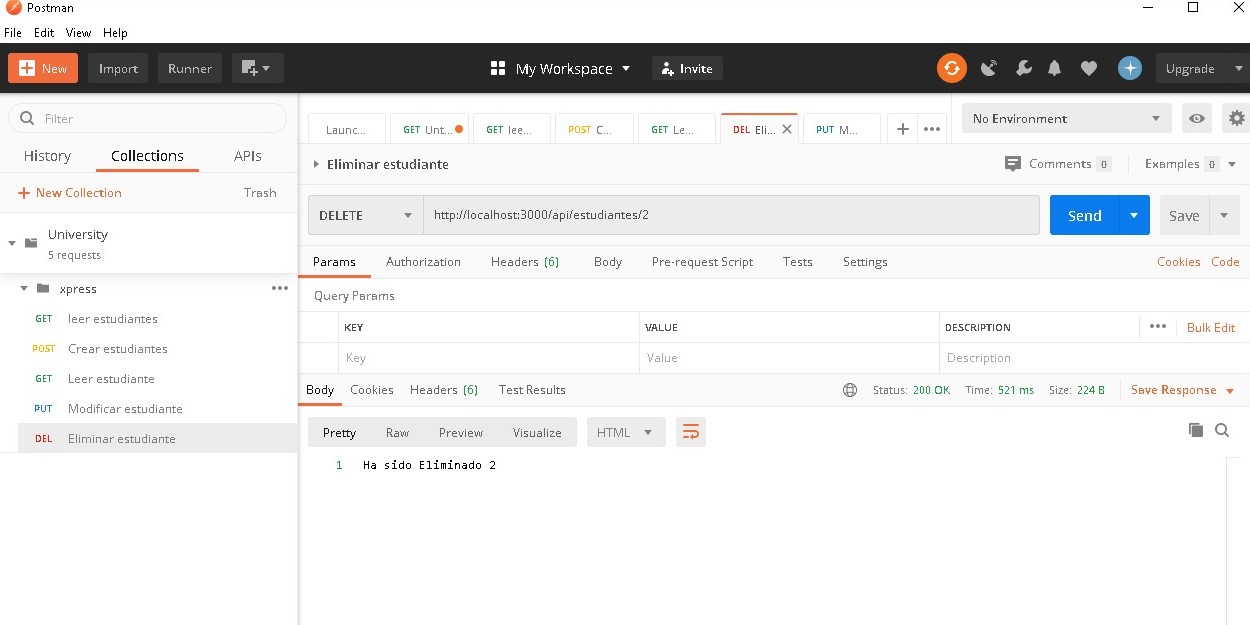 Postman
File Edit View Help
New Import Runner My Workspace Invite Upgrade
Filter
History Collections APIs
New Collection Trash
University
5 requests
xpress
GET leer estudiantes
POST Crear estudiantes
GET Leer estudiante
PUT Modificar estudiante
DEL Eliminar estudiante
Launc... GET Unt... GET lee... POST C... GET Le... DEL Eli... PUT M... No Environment
Eliminar estudiante Comments 0 Examples 0
DELETE http://localhost:3000/api/estudiantes/2 Send Save
Params Authorization Headers (6) Body Pre-request Script Tests Settings Cookies Code
Query Params
KEY VALUE DESCRIPTION Bulk Edit
Key Value Description
Body Cookies Headers (6) Test Results Status: 200 OK Time: 521 ms Size: 224 B Save Response
Pretty Raw Preview Visualize HTML
1 Ha sido Eliminado 2